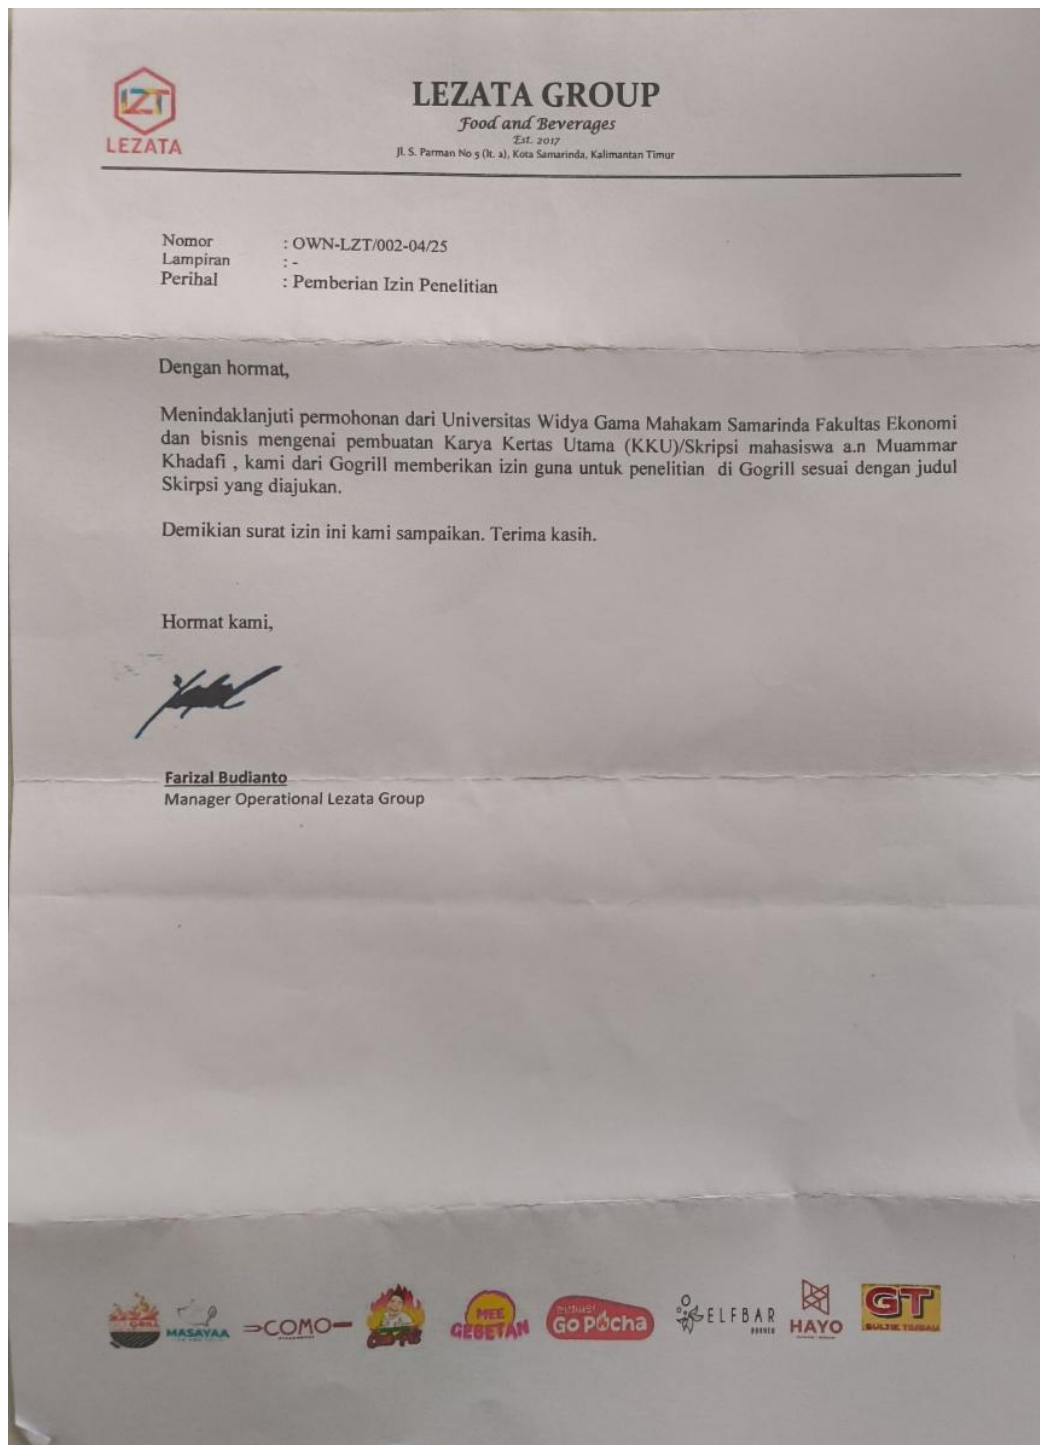 LZT
LEZATA
LEZATA GROUP
Food and Beverages
Est. 2017
Jl. S. Parman No 5 (lt. 2), Kota Samarinda, Kalimantan Timur
Nomor : OWN-LZT/002-04/25
Lampiran : -
Perihal : Pemberian Izin Penelitian
Dengan hormat,
Menindaklanjuti permohonan dari Universitas Widya Gama Mahakam Samarinda Fakultas Ekonomi
dan bisnis mengenai pembuatan Karya Kertas Utama (KKU)/Skripsi mahasiswa a.n Muammar
Khadafi , kami dari Gogrill memberikan izin guna untuk penelitian di Gogrill sesuai dengan judul
Skirpsi yang diajukan.
Demikian surat izin ini kami sampaikan. Terima kasih.
Hormat kami,
Farizal Budianto
Manager Operational Lezata Group
GRILL MASAYAA COMO MEE GEBETAN GO POcha ELFBAR HAYO GT